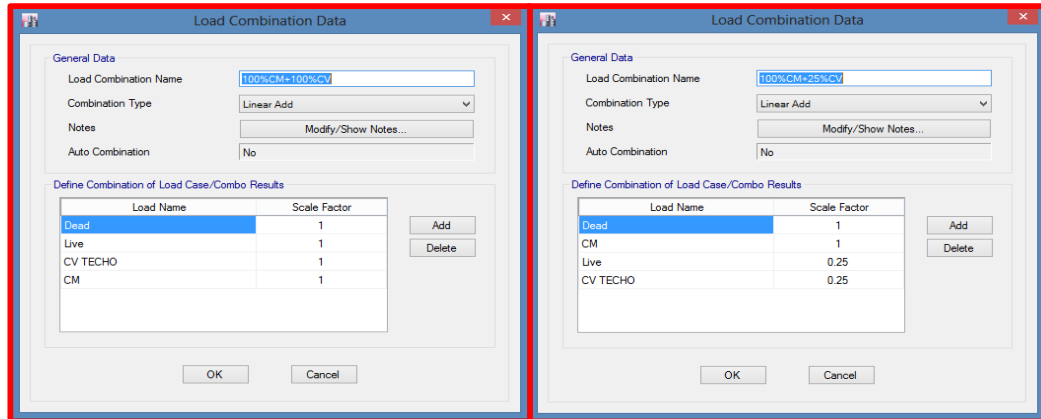 Load Combination Data
General Data
Load Combination Name 100%CM+100%CV
Combination Type Linear Add
Notes Modify/Show Notes...
Auto Combination No
Define Combination of Load Case/Combo Results
Load Name Scale Factor
Dead 1 Add
Live 1 Delete
CV TECHO 1
CM 1
OK Cancel
Load Combination Data
General Data
Load Combination Name 100%CM+25%CV
Combination Type Linear Add
Notes Modify/Show Notes...
Auto Combination No
Define Combination of Load Case/Combo Results
Load Name Scale Factor
Dead 1 Add
CM 1 Delete
Live 0.25
CV TECHO 0.25
OK Cancel